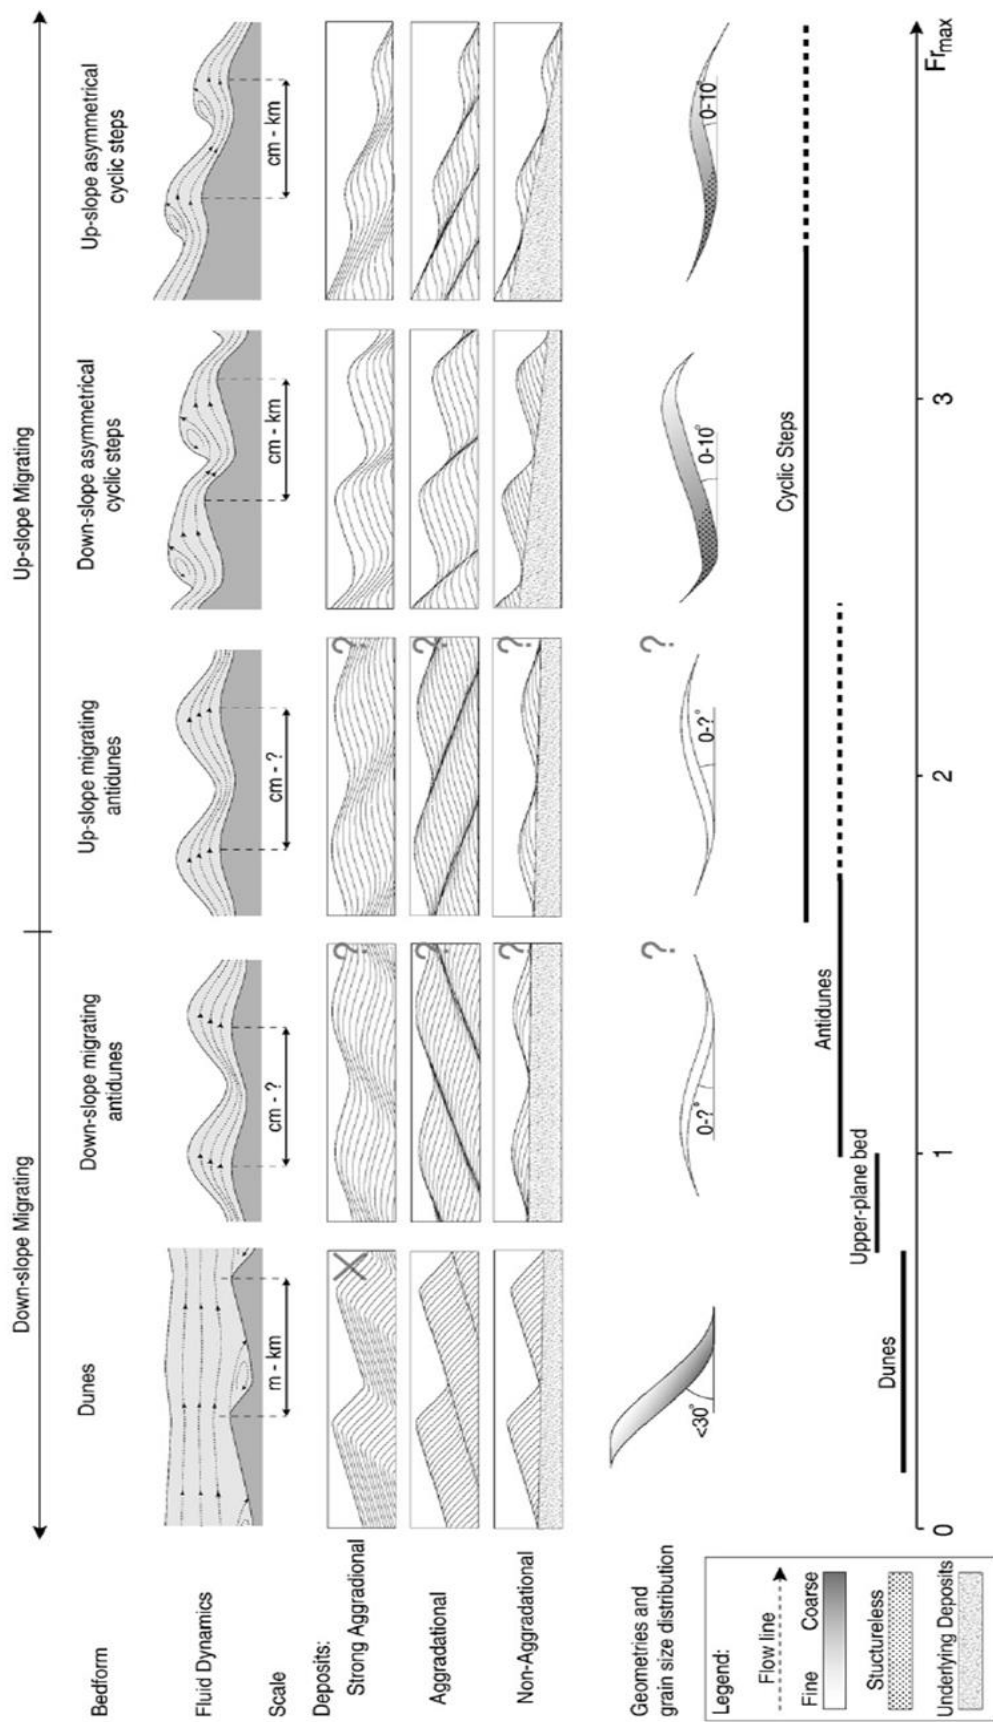 Down-slope Migrating
Up-slope Migrating
Bedform
Dunes
Down-slope migrating
antidunes
Up-slope migrating
antidunes
Down-slope asymmetrical
cyclic steps
Up-slope asymmetrical
cyclic steps
Fluid Dynamics
Scale
m - km
cm - ?
cm - ?
cm - km
cm - km
Deposits:
Strong Aggradional
X
?
?
Aggradational
?
?
Non-Aggradational
?
?
Geometries and
grain size distribution
<30°
0-?°
?
0-?°
?
0-10°
0-10
Legend:
Flow line
Fine
Coarse
Stuctureless
Underlying Deposits
Dunes
Upper-plane bed
Antidunes
Cyclic Steps
0
1
2
3
Frmax